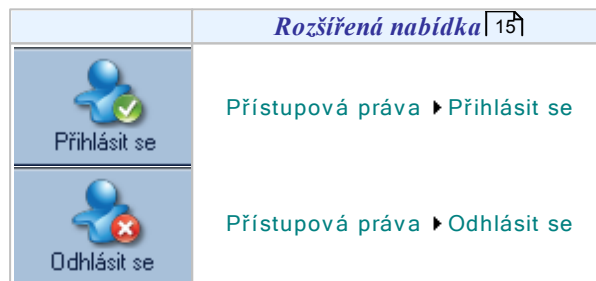 Rozšířená nabídka 15
Přihlásit se
Přístupová práva Přihlásit se
Odhlásit se
Přístupová práva Odhlásit se